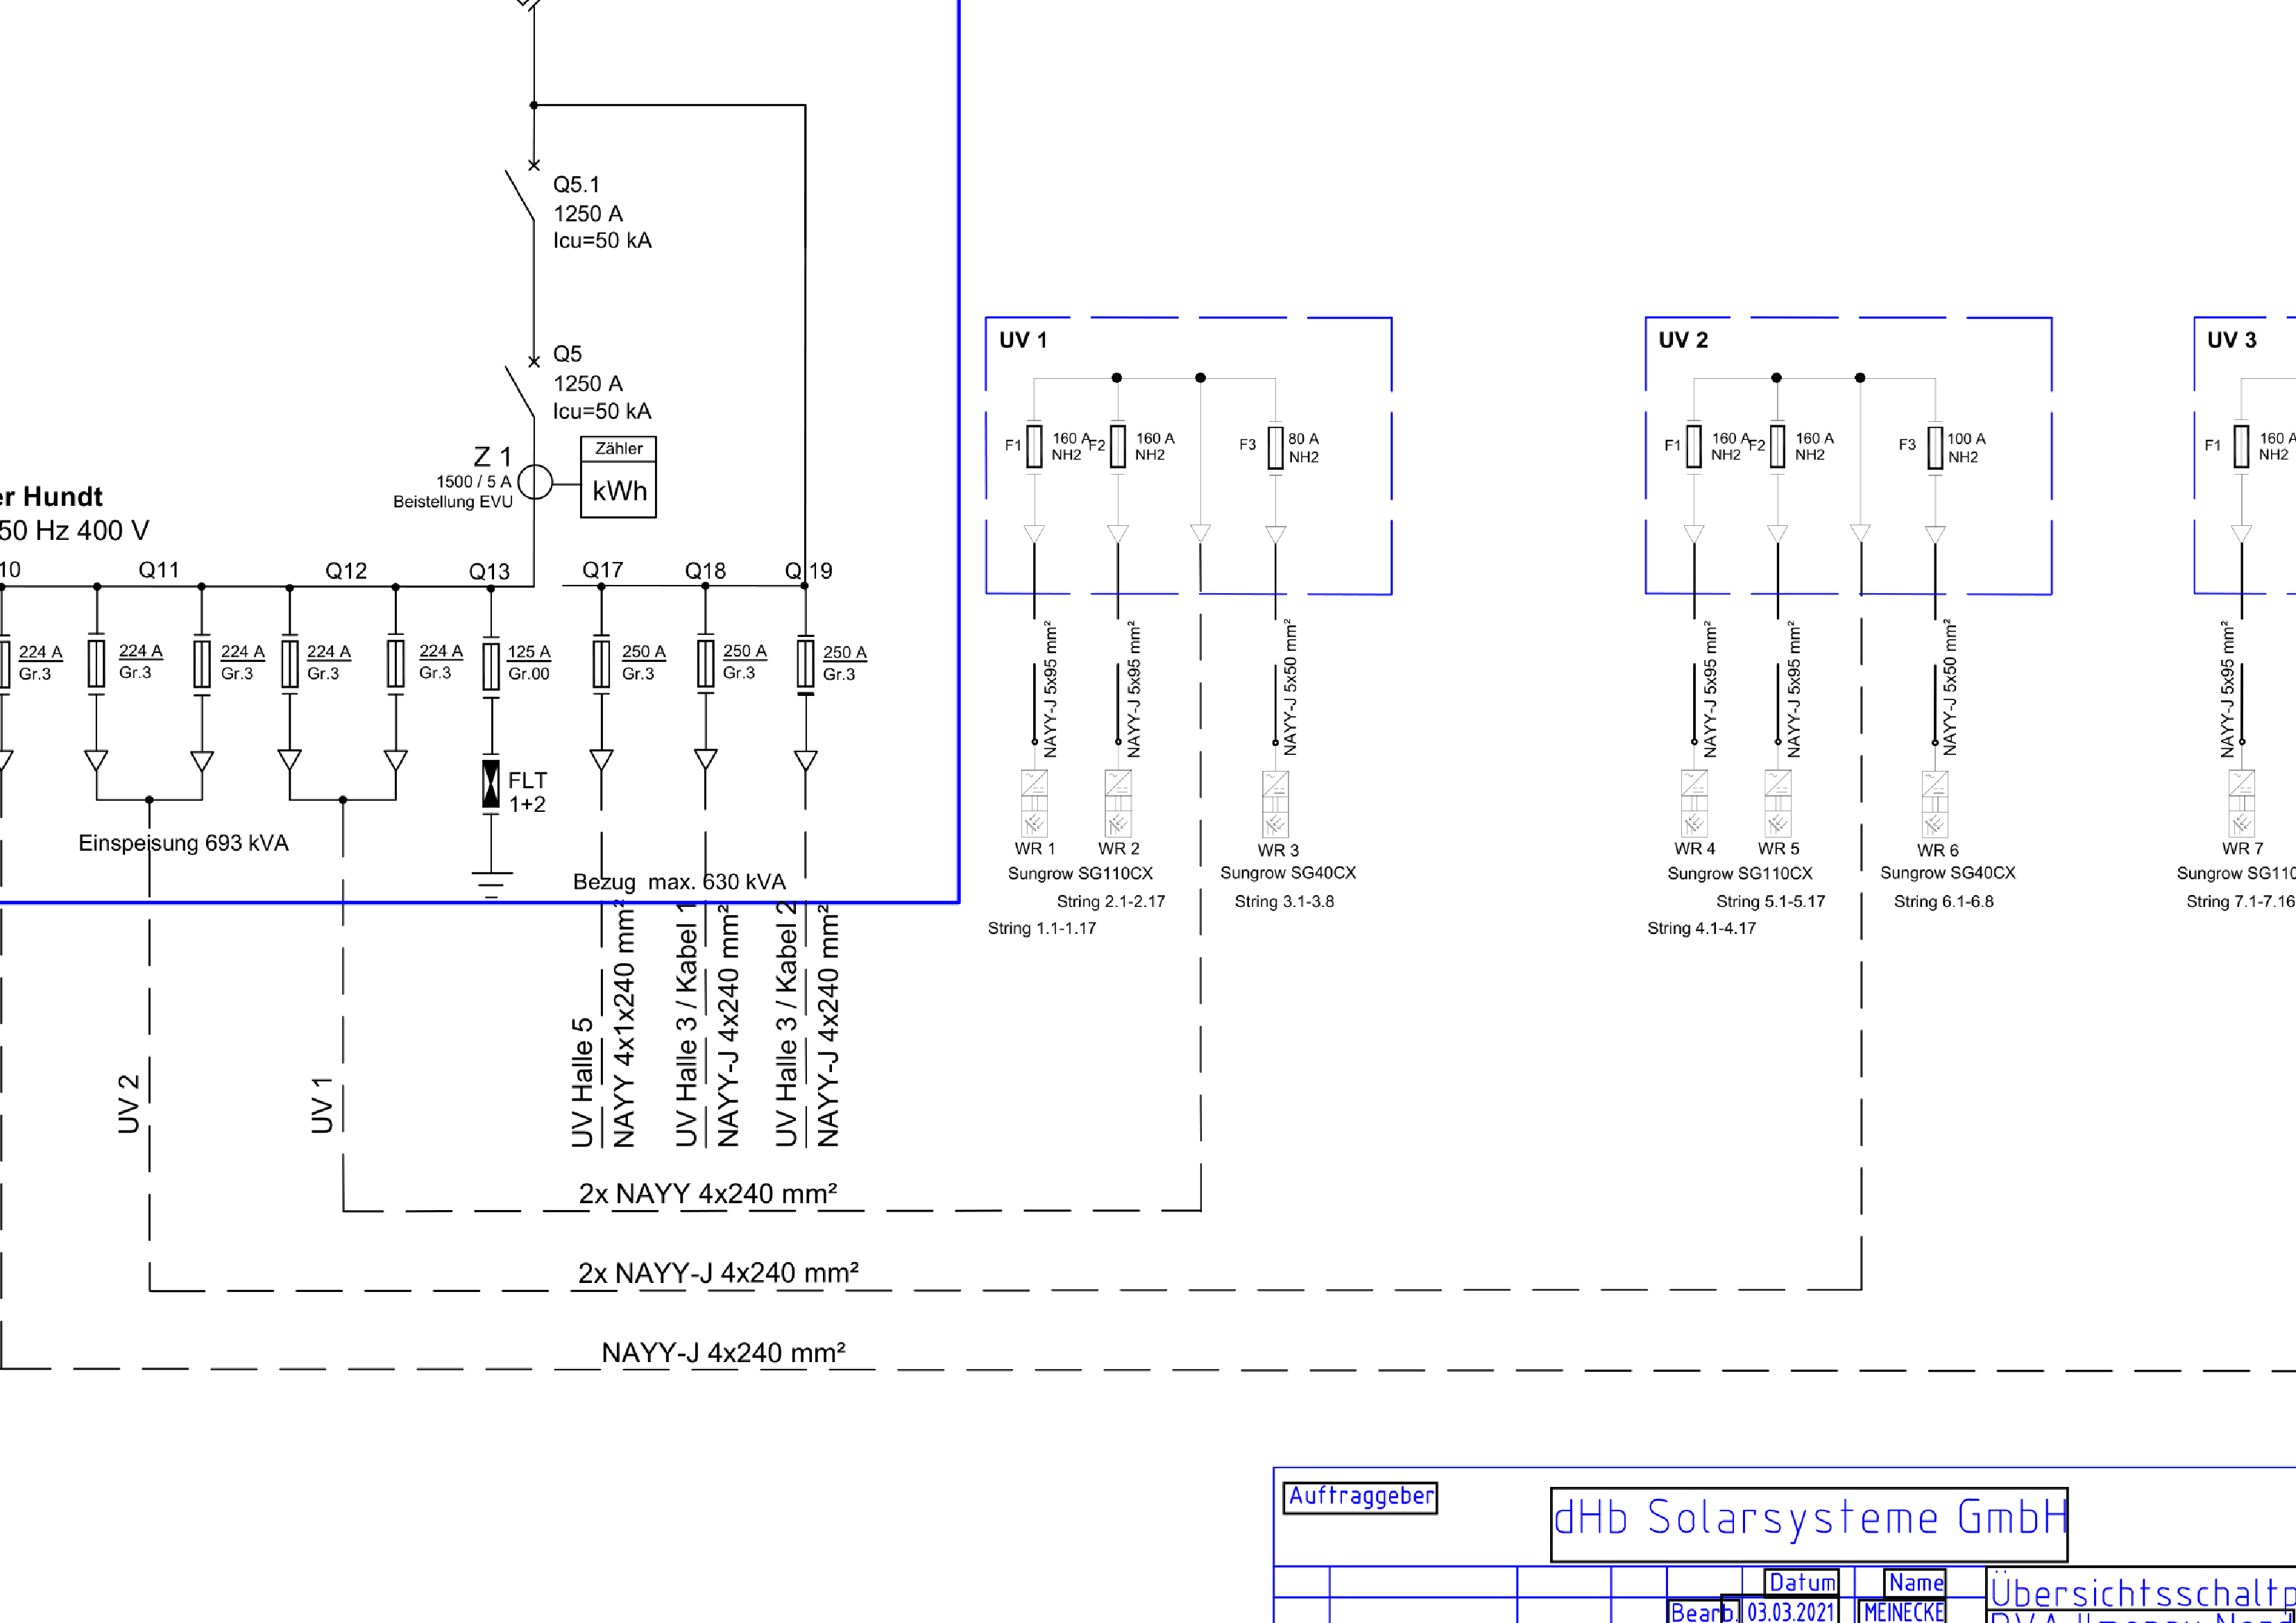 Q5.1
1250 A
Icu=50 kA
Q5
1250 A
Icu=50 kA
Z 1
1500 / 5 A
Beistellung EVU
Zähler
kWh
er Hundt
50 Hz 400 V
10
Q11
Q12
Q13
Q17
Q18
Q 19
224 A
Gr.3
224 A
Gr.3
224 A
Gr.3
224 A
Gr.3
224 A
Gr.3
125 A
Gr.00
250 A
Gr.3
250 A
Gr.3
250 A
Gr.3
FLT
1+2
Einspeisung 693 kVA
Bezug max. 630 kVA
UV 2
UV 1
UV Halle 5
NAYY 4x1x240 mm²
UV Halle 3 / Kabel 1
NAYY-J 4x240 mm²
UV Halle 3 / Kabel 2
NAYY-J 4x240 mm²
2x NAYY 4x240 mm²
2x NAYY-J 4x240 mm²
NAYY-J 4x240 mm²
UV 1
F1
160 A
NH2
F2
160 A
NH2
F3
80 A
NH2
NAYY-J 5x95 mm²
NAYY-J 5x95 mm²
NAYY-J 5x50 mm²
WR 1
WR 2
WR 3
Sungrow SG110CX
Sungrow SG40CX
String 2.1-2.17
String 3.1-3.8
String 1.1-1.17
UV 2
F1
160 A
NH2
F2
160 A
NH2
F3
100 A
NH2
NAYY-J 5x95 mm²
NAYY-J 5x95 mm²
NAYY-J 5x50 mm²
WR 4
WR 5
WR 6
Sungrow SG110CX
Sungrow SG40CX
String 5.1-5.17
String 6.1-6.8
String 4.1-4.17
UV 3
F1
160 A
NH2
NAYY-J 5x95 mm²
WR 7
Sungrow SG110
String 7.1-7.16
Auftraggeber
dHb Solarsysteme GmbH
Datum
Name
Bearb.
03.03.2021
MEINECKE
Übersichtsschaltp